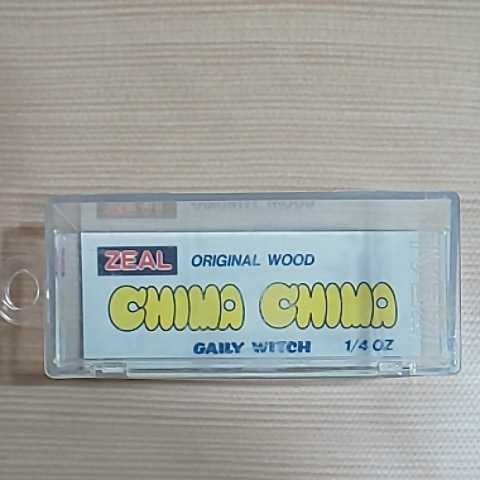 ZEAL ORIGINAL WOOD
CHIMA CHIMA
GAILY WITCH 1/4 OZ